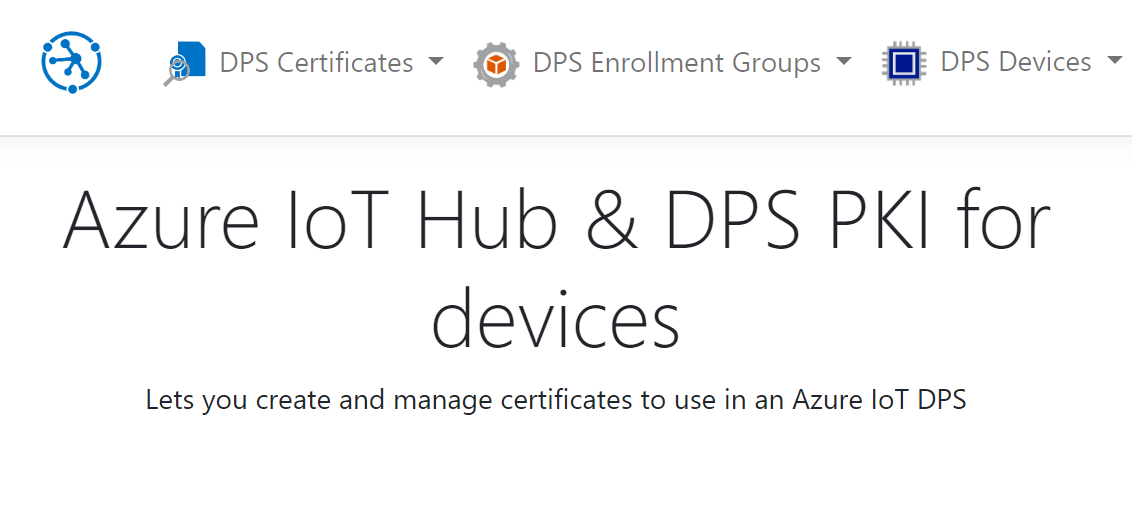 DPS Certificates DPS Enrollment Groups DPS Devices
Azure IoT Hub & DPS PKI for
devices
Lets you create and manage certificates to use in an Azure IoT DPS